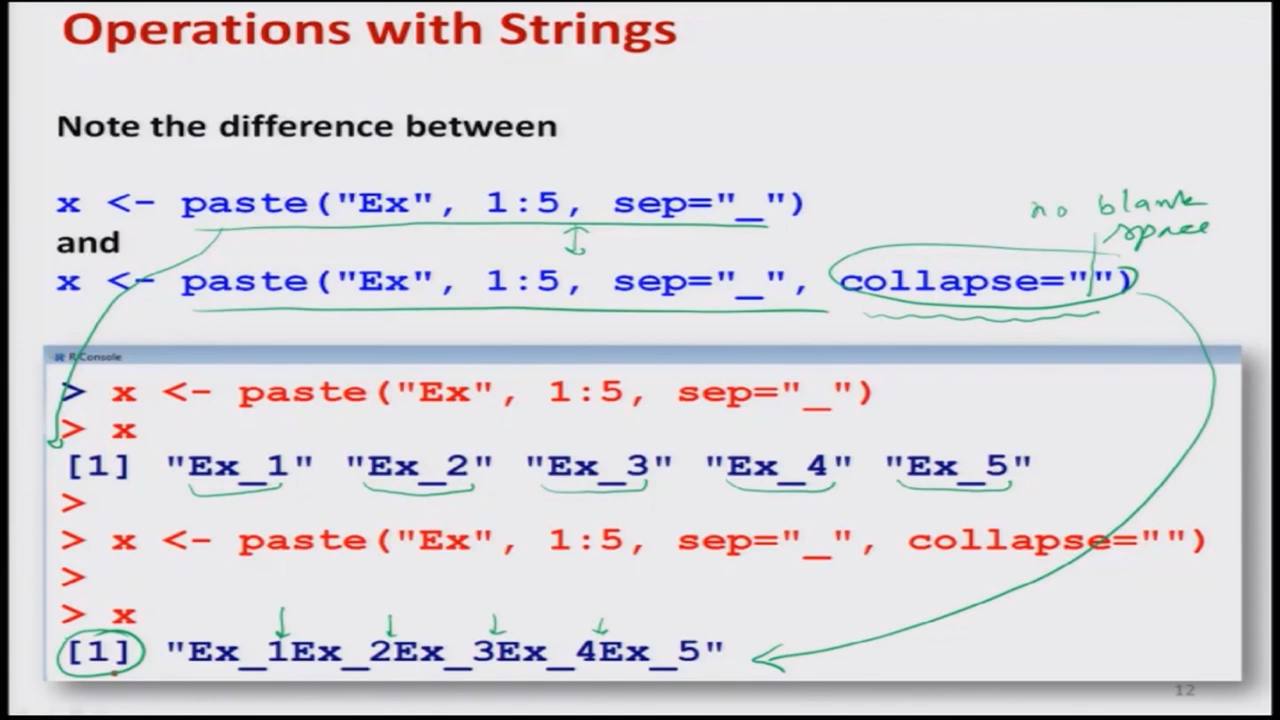 Operations with Strings
Note the difference between
x <- paste("Ex", 1:5, sep="_")
no blank
space
and
x <- paste("Ex", 1:5, sep="_", collapse="")
R Console
> x <- paste("Ex", 1:5, sep="_")
> x
[1] "Ex_1" "Ex_2" "Ex_3" "Ex_4" "Ex_5"
>
> x <- paste("Ex", 1:5, sep="_", collapse="")
>
> x
[1] "Ex_1Ex_2Ex_3Ex_4Ex_5"
12